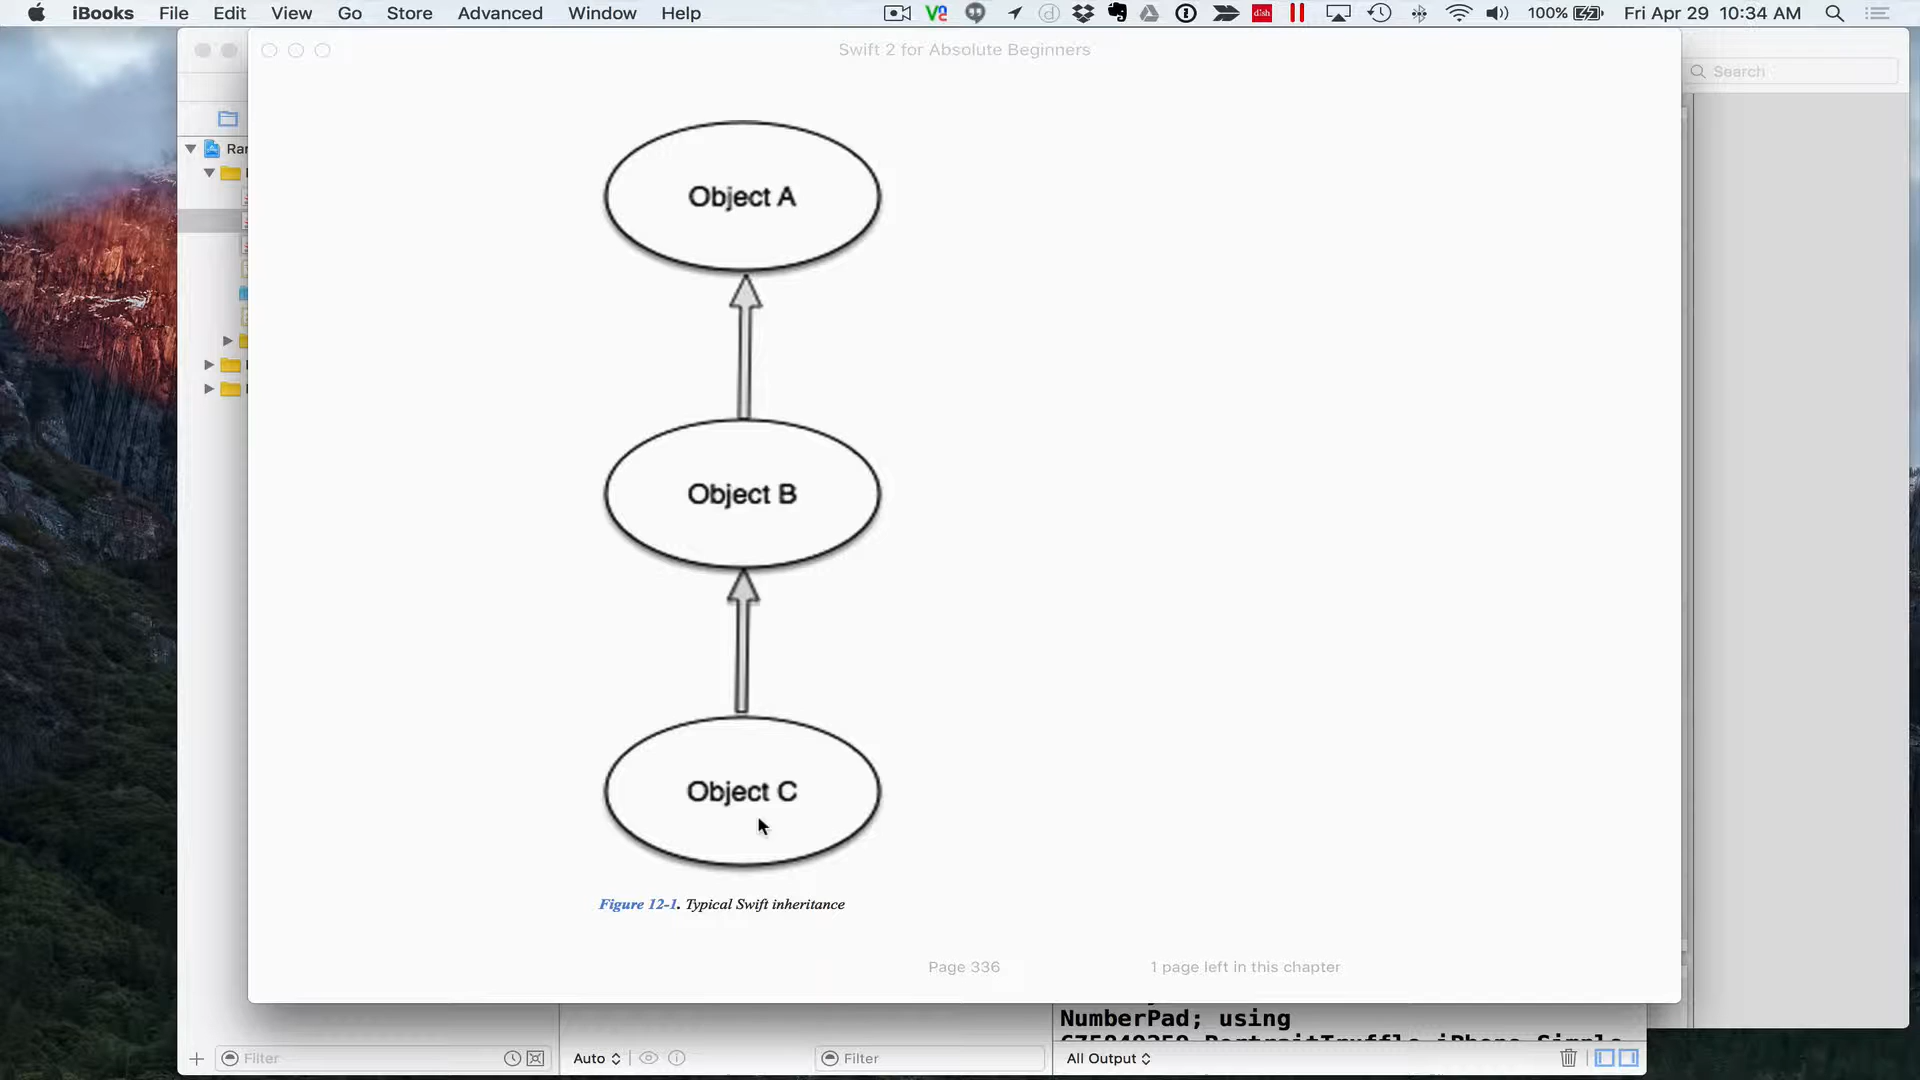 iBooks File Edit View Go Store Advanced Window Help
V2
dish
100%
Fri Apr 29 10:34 AM
Swift 2 for Absolute Beginners
Search
Object A
Object B
Object C
Figure 12-1. Typical Swift inheritance
Page 336
1 page left in this chapter
NumberPad; using
Filter
Auto
Filter
All Output